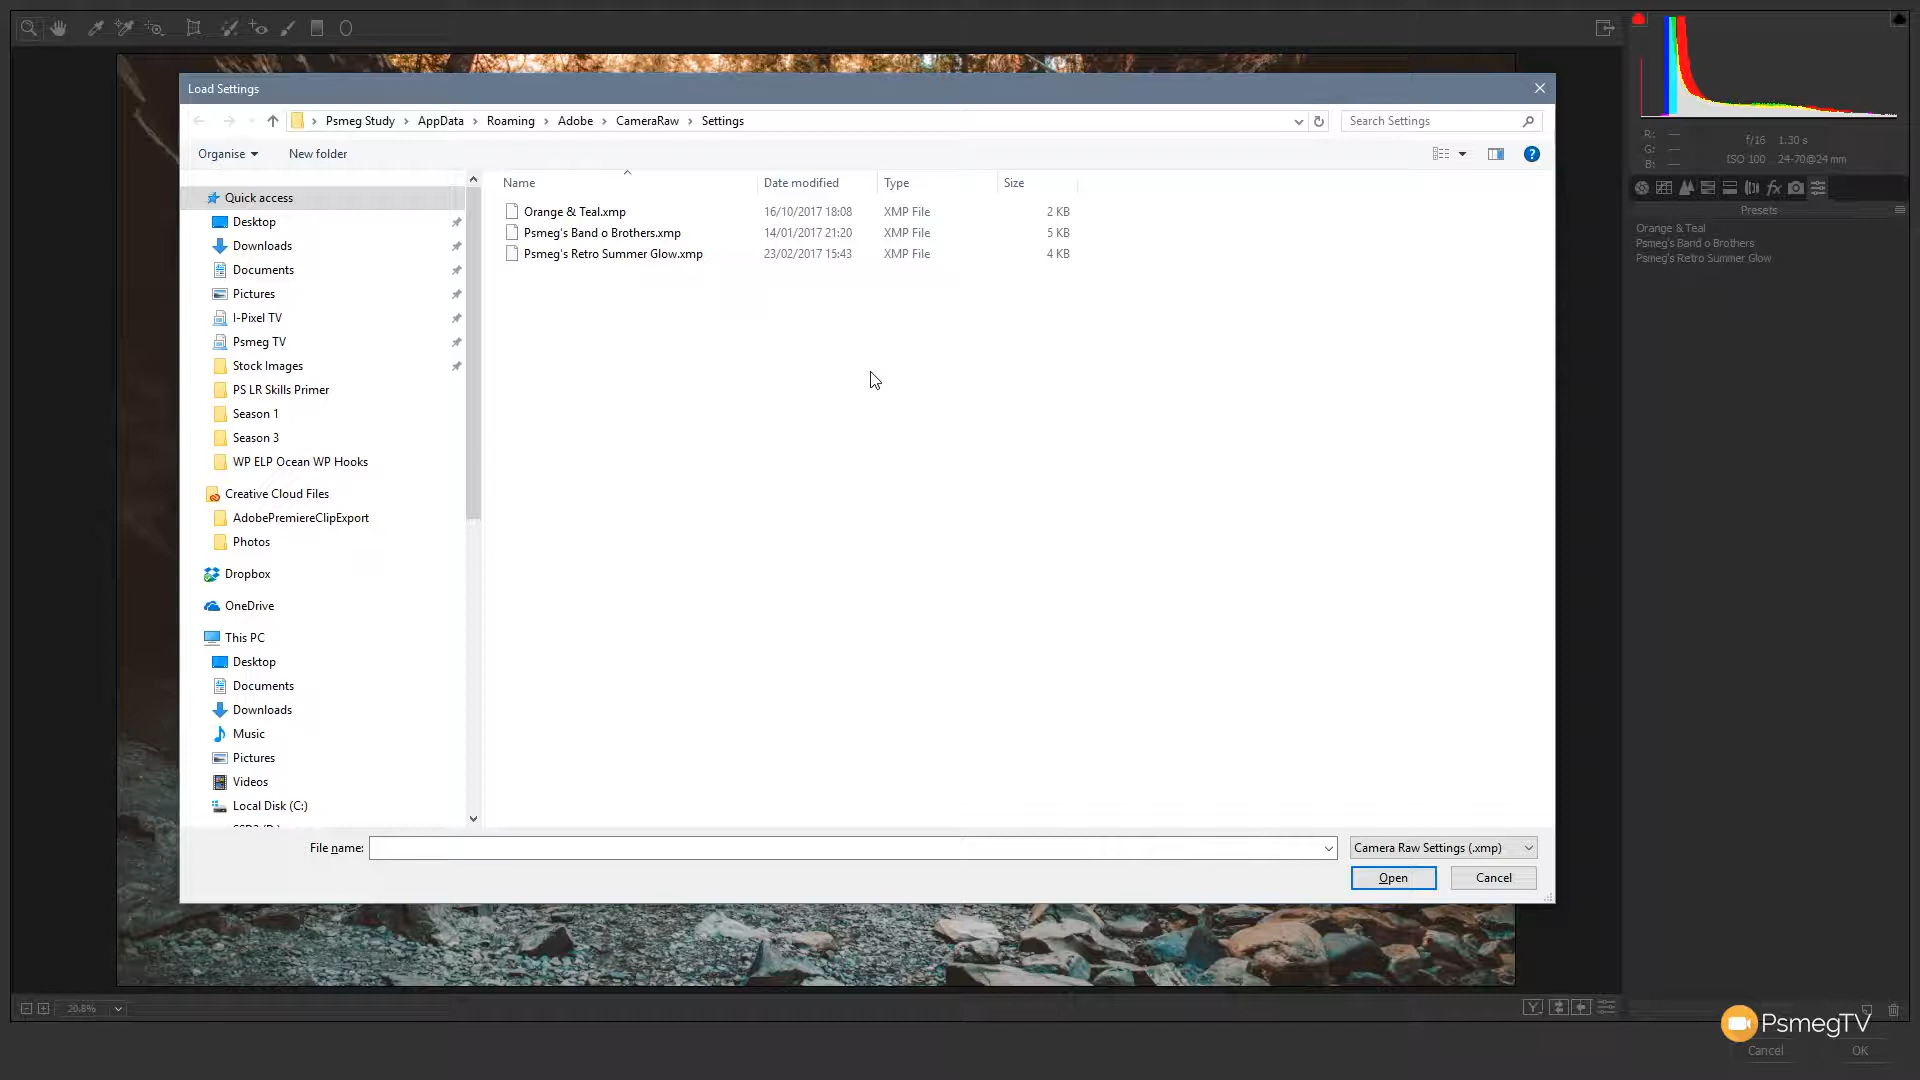 Load Settings
Psmeg Study > AppData > Roaming > Adobe > CameraRaw > Settings
Search Settings
Organise
New folder
Name
Date modified
Type
Size
Orange & Teal.xmp 16/10/2017 18:08 XMP File 2 KB
Psmeg's Band o Brothers.xmp 14/01/2017 21:20 XMP File 5 KB
Psmeg's Retro Summer Glow.xmp 23/02/2017 15:43 XMP File 4 KB
Quick access
Desktop
Downloads
Documents
Pictures
I-Pixel TV
Psmeg TV
Stock Images
PS LR Skills Primer
Season 1
Season 3
WP ELP Ocean WP Hooks
Creative Cloud Files
AdobePremiereClipExport
Photos
Dropbox
OneDrive
This PC
Desktop
Documents
Downloads
Music
Pictures
Videos
Local Disk (C:)
File name:
Camera Raw Settings (.xmp)
Open
Cancel
R: ---
G: ---
B: ---
f/16 1.30 s
ISO 100 24-70@24 mm
fx
Presets
Orange & Teal
Psmeg's Band o Brothers
Psmeg's Retro Summer Glow
20.8%
Y
PsmegTV
Cancel
OK